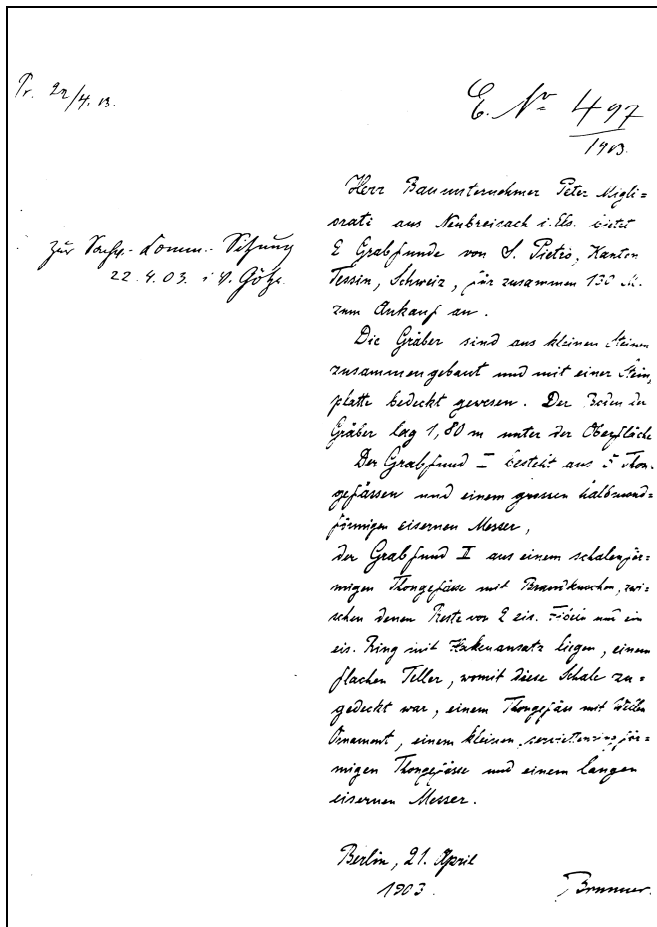 Pr. 22/4. 03.
E. Nr 497
1903.
zur Sachv.-Komm.-Sitzung
22.4.03. i. V. Götze
Herr Bauunternehmer Peter Migli=
orati aus Neubreisach i. Els. bietet
2 Grabfunde von S. Pietro, Kanton
Tessin, Schweiz, für zusammen 130 M.
zum Ankauf an.
Die Gräber sind aus kleinen Steinen
zusammengebaut und mit einer Stein,
platte bedeckt gewesen. Der Boden der
Gräber lag 1,80 m unter der Oberfläche
Der Grabfund I besteht aus 5 Thon-
gefässen und einem grossen halbmond-
förmigen eisernen Messer,
der Grabfund II aus einem schalenför=
migen Thongefässe mit Brandknochen, zwi=
schen denen Reste von 2 eis. Fibeln und ein
eis. Ring mit Hakenansatz liegen, einem
flachen Teller, womit diese Schale zu=
gedeckt war, einem Thongefäss mit Wellen
Ornament, einem kleinen serviettenringför=
migen Thongefässe und einem langen
eisernen Messer.
Berlin, 21. April
1903.
Brunner.